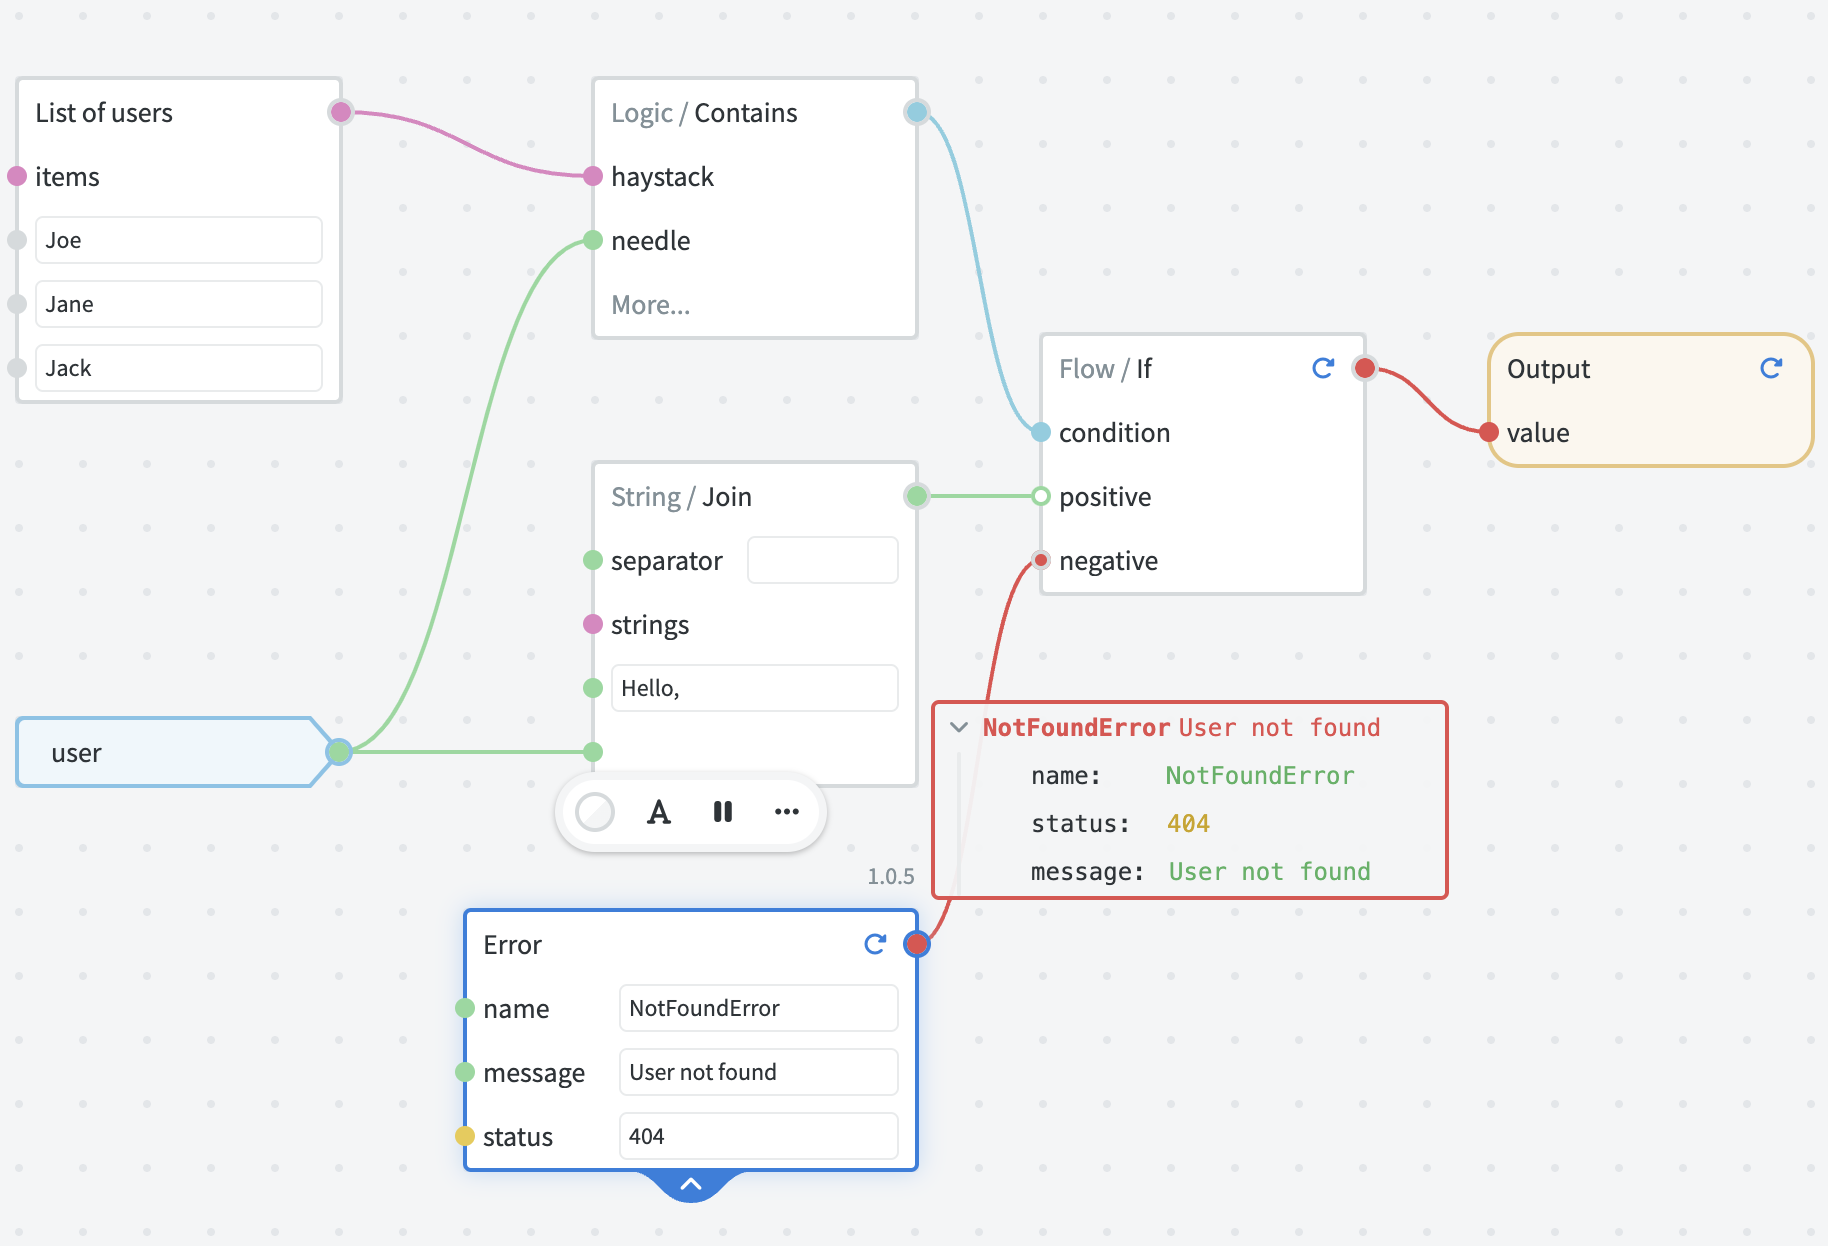 List of users
items
Joe
Jane
Jack
Logic / Contains
haystack
needle
More...
Flow / If
condition
positive
negative
Output
value
String / Join
separator
strings
Hello,
user
A
NotFoundError User not found
name: NotFoundError
status: 404
message: User not found
1.0.5
Error
name NotFoundError
message User not found
status 404